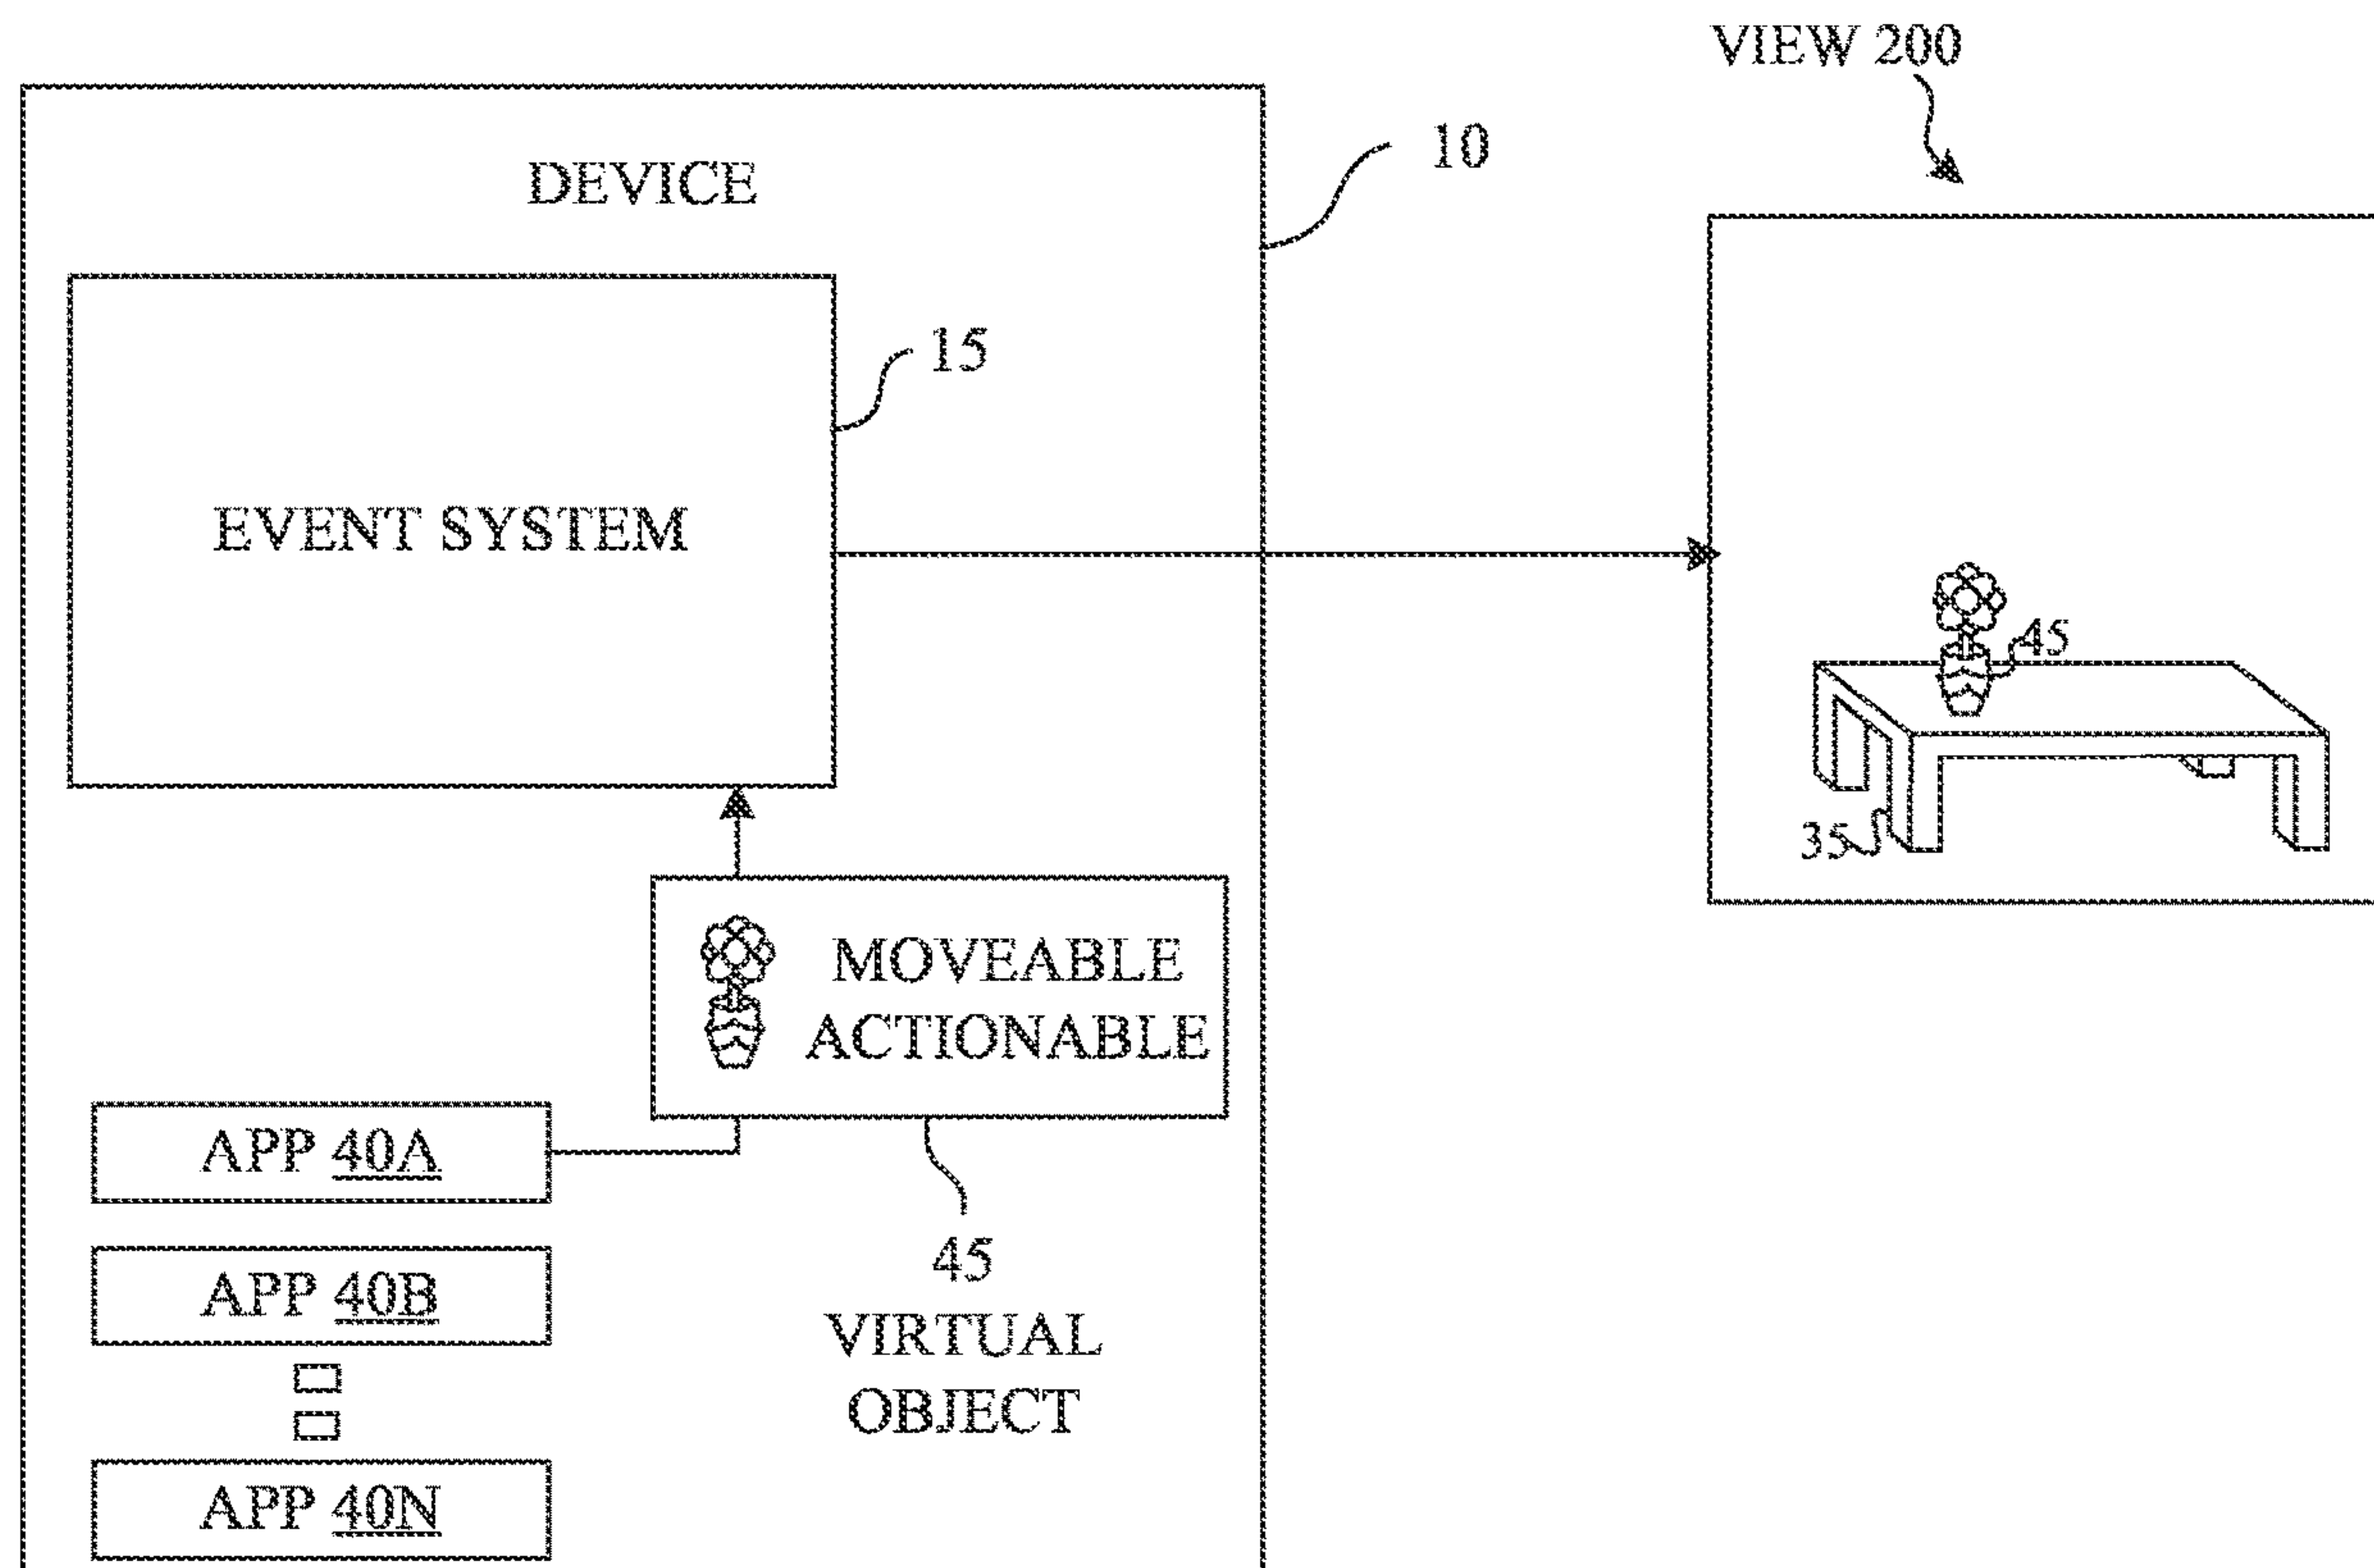 VIEW 200
DEVICE
10
15
EVENT SYSTEM
45
35
MOVEABLE
ACTIONABLE
APP 40A
45
VIRTUAL
OBJECT
APP 40B
APP 40N